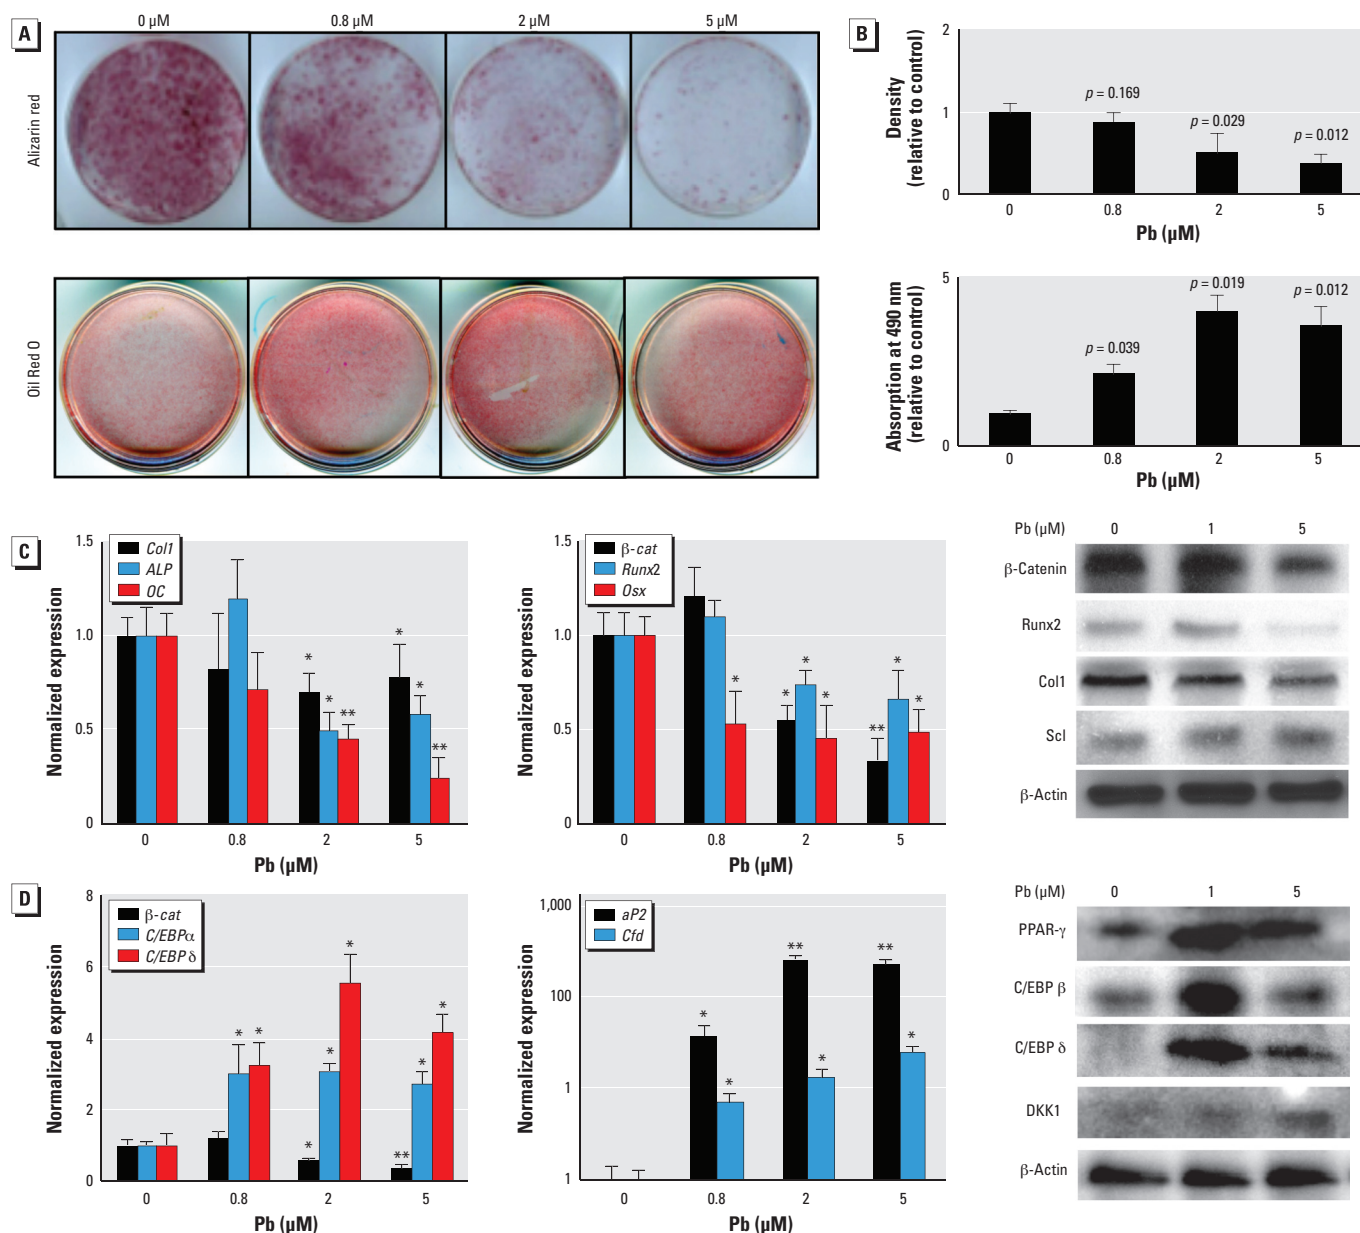 A
0 µM 0.8 µM 2 µM 5 µM
Alizarin red
Oil Red O
B
Density
(relative to control)
2
1
0
p = 0.169
p = 0.029
p = 0.012
0 0.8 2 5
Pb (µM)
Absorption at 490 nm
(relative to control)
5
0
p = 0.039
p = 0.019
p = 0.012
0 0.8 2 5
Pb (µM)
C
Normalized expression
1.5
1.0
0.5
0
Col1
ALP
OC
* * **
* * **
0 0.8 2 5
Pb (µM)
Normalized expression
1.5
1.0
0.5
0
β-cat
Runx2
Osx
*
* * *
** * *
0 0.8 2 5
Pb (µM)
Pb (µM) 0 1 5
β-Catenin
Runx2
Col1
Scl
β-Actin
D
Normalized expression
8
6
4
2
0
β-cat
C/EBPα
C/EBP δ
* *
* * *
** * *
0 0.8 2 5
Pb (µM)
Normalized expression
1,000
100
1
1
aP2
Cfd
* *
** *
** *
0 0.8 2 5
Pb (µM)
Pb (µM) 0 1 5
PPAR-γ
C/EBP β
C/EBP δ
DKK1
β-Actin